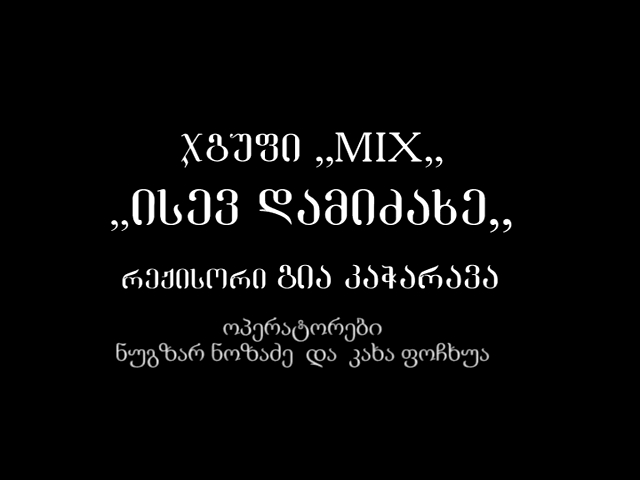 ჯგუფი ,,MIX,,
,,ისევ დამიძახე,,
რეჟისორი გია კაჭარავა
ოპერატორები
ნუგზარ ნოზაძე და კახა ფოჩხუა